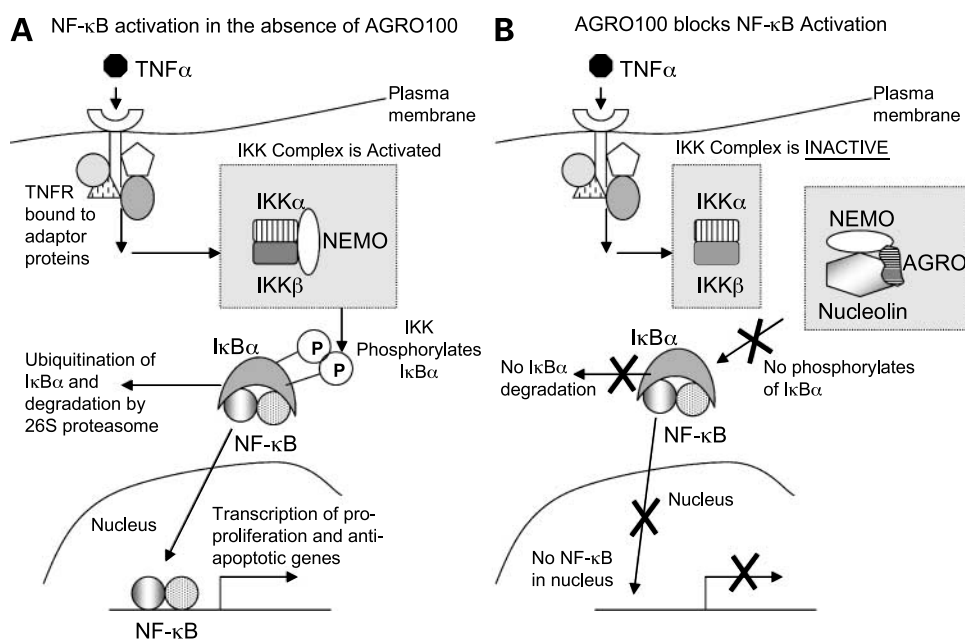 A
NF-κB activation in the absence of AGRO100
TNFα
Plasma
membrane
IKK Complex is Activated
TNFR
bound to
adaptor
proteins
IKKα
NEMO
IKKβ
IκBα
P
P
IKK
Phosphorylates
IκBα
Ubiquitination of
IκBα and
degradation by
26S proteasome
NF-κB
Nucleus
Transcription of pro-
proliferation and anti-
apoptotic genes
NF-κB
B
AGRO100 blocks NF-κB Activation
TNFα
Plasma
membrane
IKK Complex is INACTIVE
IKKα
IKKβ
NEMO
AGRO
Nucleolin
IκBα
No IκBα
degradation
No phosphorylates
of IκBα
NF-κB
Nucleus
No NF-κB
in nucleus